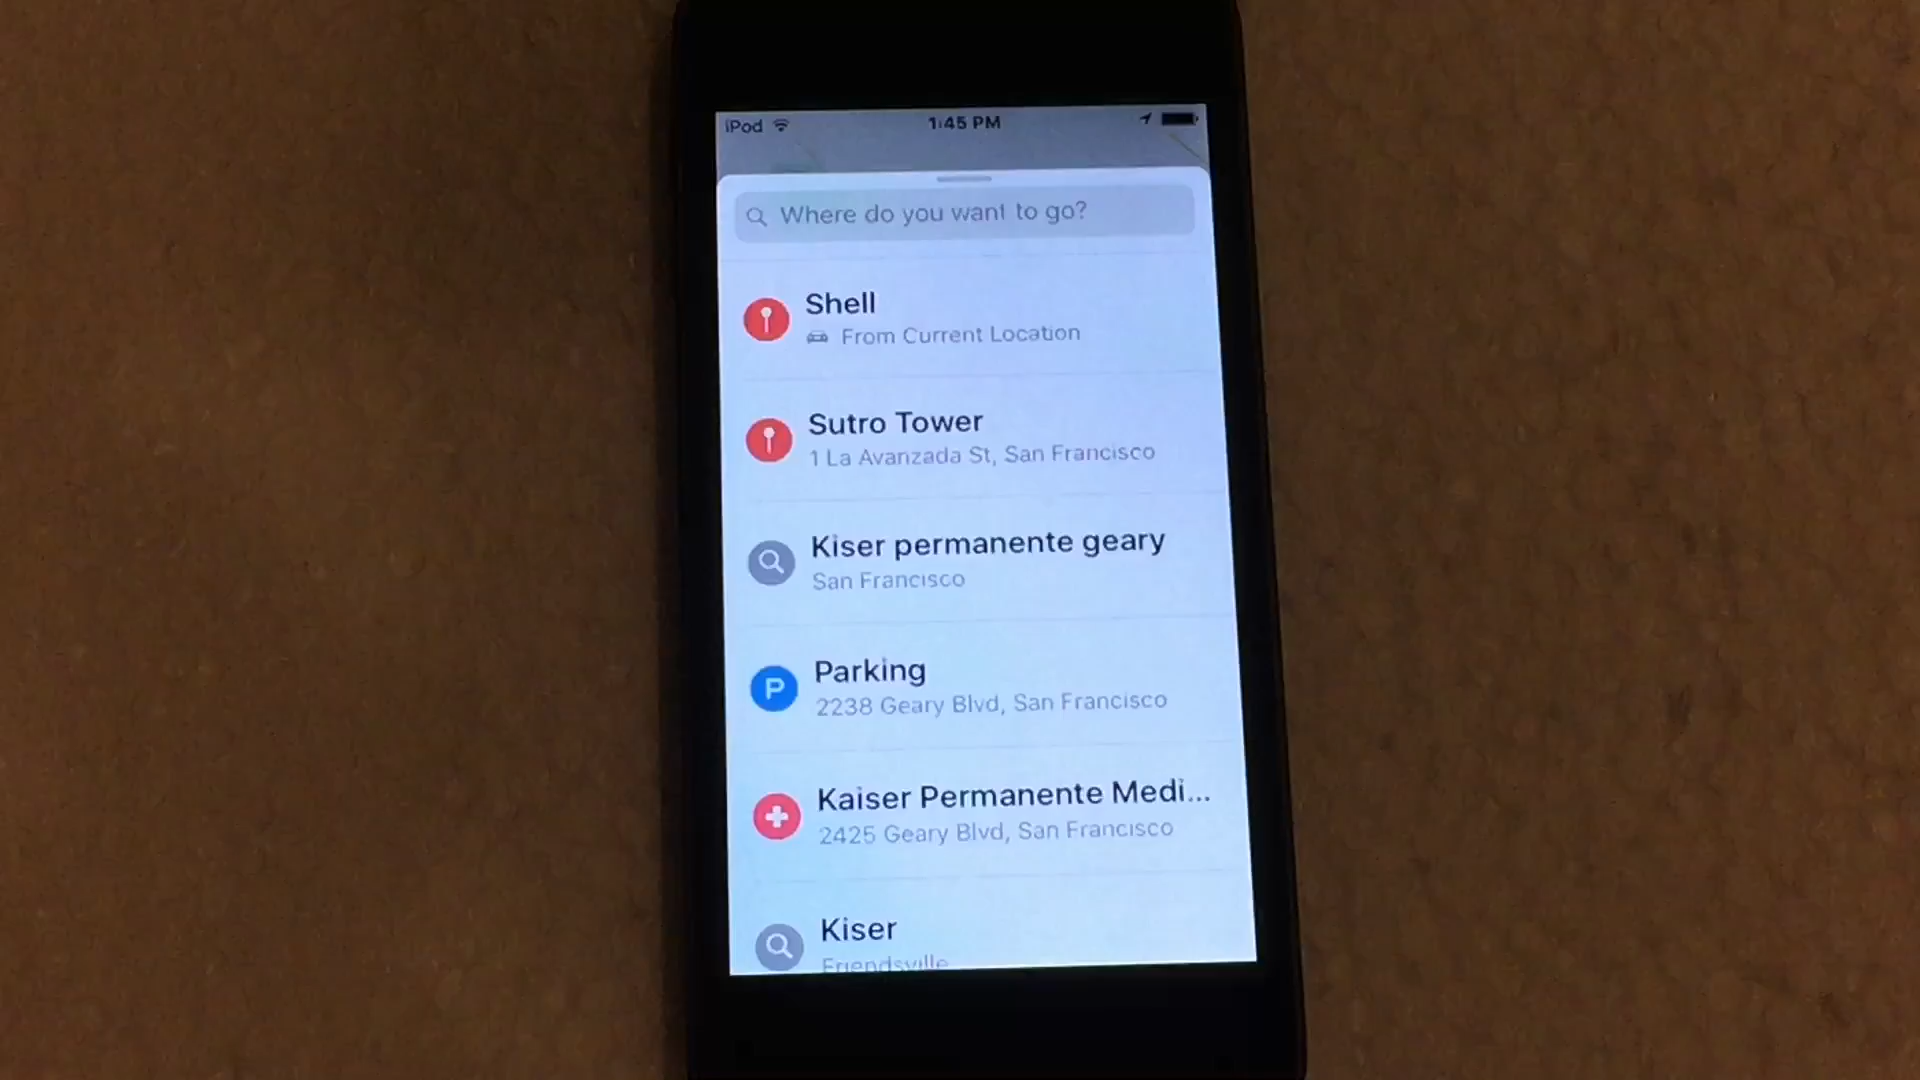 iPod
1:45 PM
Where do you want to go?
Shell
From Current Location
Sutro Tower
1 La Avanzada St, San Francisco
Kiser permanente geary
San Francisco
P
Parking
2238 Geary Blvd, San Francisco
Kaiser Permanente Medi...
2425 Geary Blvd, San Francisco
Kiser
Friendsville